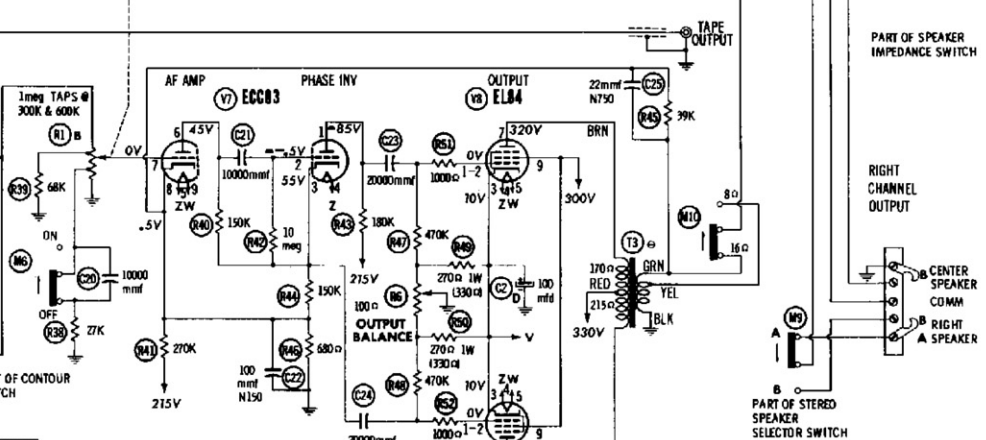 TAPE
OUTPUT
PART OF SPEAKER
IMPEDANCE SWITCH
AF AMP
PHASE INV
OUTPUT
V7 ECC83
V8 EL84
22mmf
N750
C25
R45
39K
1meg TAPS @
300K & 600K
R1 B
6
45V
C21
10000mmf
1
85V
-.5V
2
55V
3 4
Z
C23
20000mmf
R51
1000Ω
7
320V
BRN
0V
1-2
9
3 4 5
ZW
10V
300V
0V
7
8 5 9
ZW
.5V
R39
68K
R40
150K
R42
10
meg
R43
180K
R47
470K
R49
270Ω 1W
(330Ω)
C2
D
100
mfd
T3
170Ω
RED
215Ω
330V
GRN
YEL
BLK
M10
8Ω
16Ω
RIGHT
CHANNEL
OUTPUT
ON
M6
OFF
C20
10000
mmf
R38
27K
R44
150K
215V
100Ω
R6
OUTPUT
BALANCE
R50
270Ω 1W
(330Ω)
V
R41
270K
215V
R46
680Ω
100
mmf
N150
C22
R48
470K
C24
20000mmf
R52
1000Ω
10V
ZW
3 4 5
0V
1-2
9
B CENTER
SPEAKER
COMM
B RIGHT
A SPEAKER
M9
A
B
PART OF STEREO
SPEAKER
SELECTOR SWITCH
T OF CONTOUR
CH